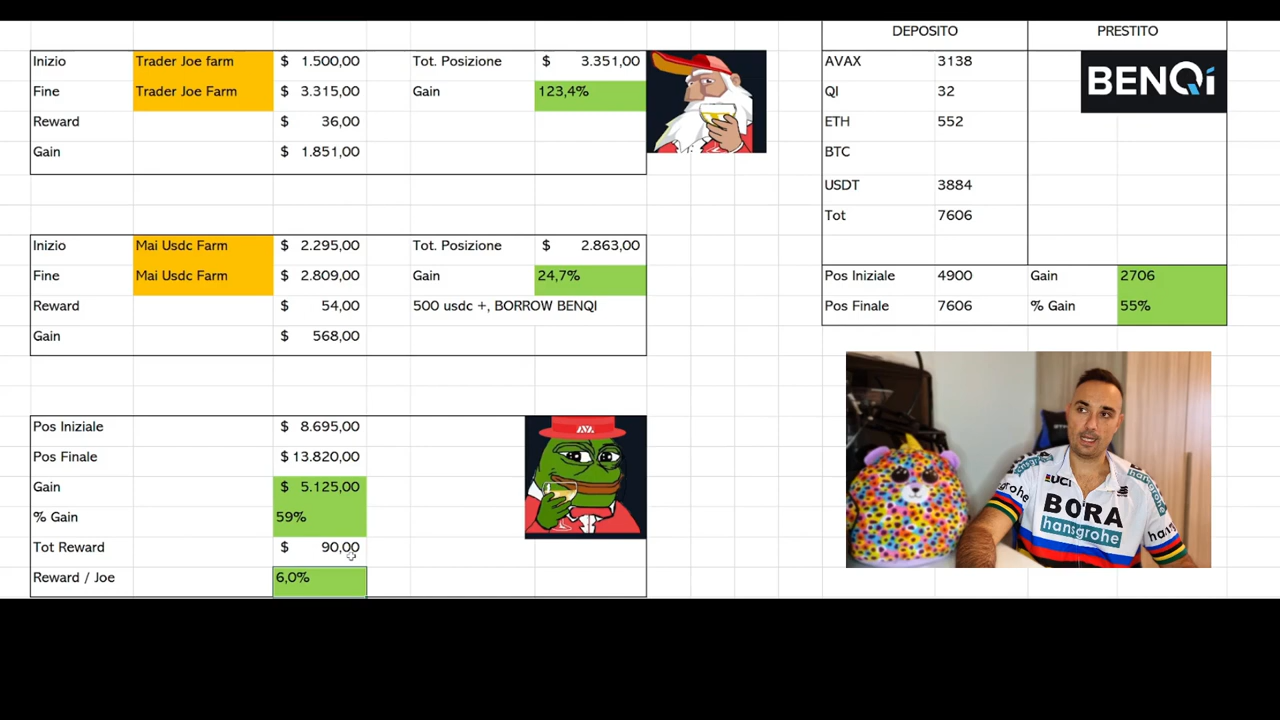 Inizio Trader Joe farm $ 1.500,00 Tot. Posizione $ 3.351,00
Fine Trader Joe Farm $ 3.315,00 Gain 123,4%
Reward $ 36,00
Gain $ 1.851,00
Inizio Mai Usdc Farm $ 2.295,00 Tot. Posizione $ 2.863,00
Fine Mai Usdc Farm $ 2.809,00 Gain 24,7%
Reward $ 54,00 500 usdc +, BORROW BENQI
Gain $ 568,00
Pos Iniziale $ 8.695,00
Pos Finale $ 13.820,00
Gain $ 5.125,00
% Gain 59%
Tot Reward $ 90,00
Reward / Joe 6,0%
DEPOSITO PRESTITO
AVAX 3138
BENQi
QI 32
ETH 552
BTC
USDT 3884
Tot 7606
Pos Iniziale 4900 Gain 2706
Pos Finale 7606 % Gain 55%
UCI
BORA
hansgrohe
hansgrohe